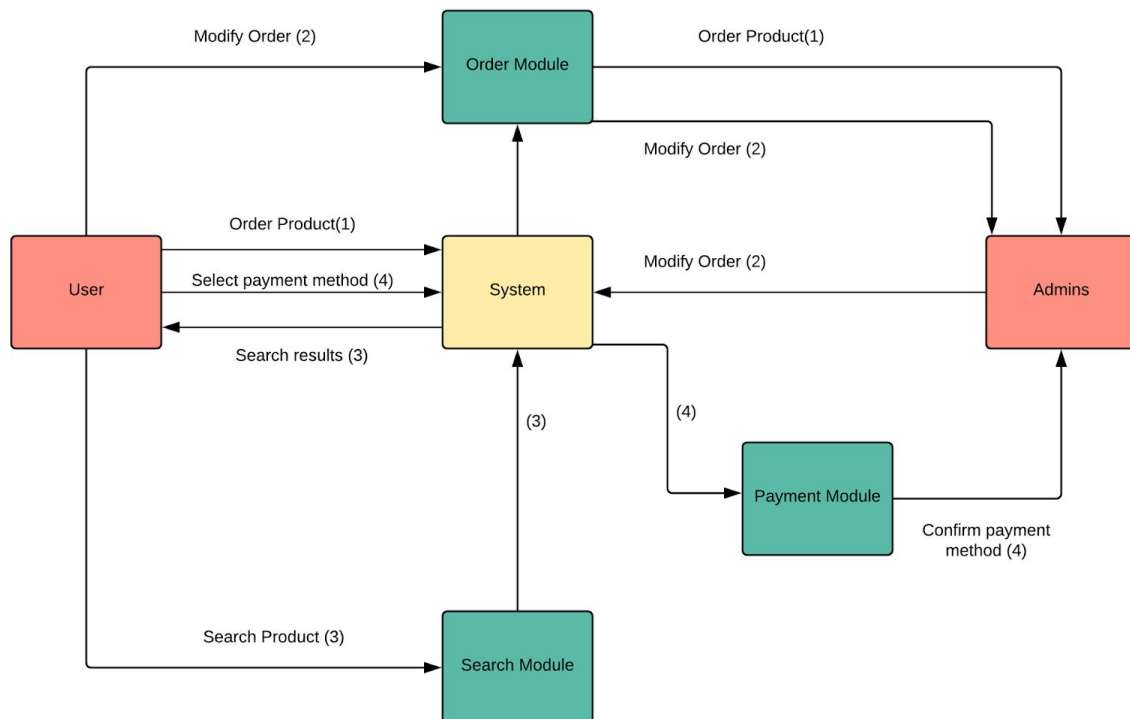 Modify Order (2)
Order Module
Order Product(1)
Modify Order (2)
Order Product(1)
User
Select payment method (4)
System
Modify Order (2)
Admins
Search results (3)
(3)
(4)
Payment Module
Confirm payment
method (4)
Search Product (3)
Search Module